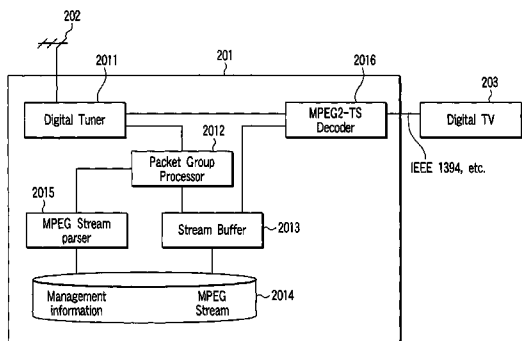 202
2011
201
2016
203
Digital Tuner
MPEG2-TS
Decoder
Digital TV
2012
IEEE 1394, etc.
Packet Group
Processor
2015
MPEG Stream
parser
Stream Buffer
2013
Management
information
MPEG
Stream
2014